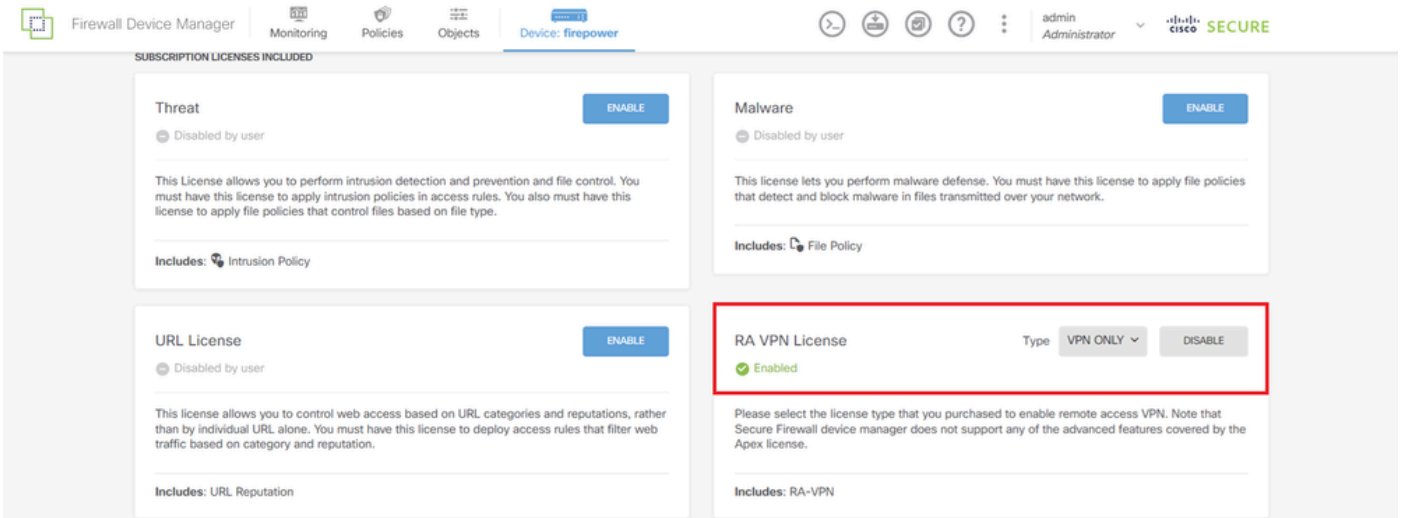 Firewall Device Manager
Monitoring
Policies
Objects
Device: firepower
admin
Administrator
cisco SECURE
SUBSCRIPTION LICENSES INCLUDED
Threat
ENABLE
Disabled by user
This License allows you to perform intrusion detection and prevention and file control. You
must have this license to apply intrusion policies in access rules. You also must have this
license to apply file policies that control files based on file type.
Includes: Intrusion Policy
Malware
ENABLE
Disabled by user
This license lets you perform malware defense. You must have this license to apply file policies
that detect and block malware in files transmitted over your network.
Includes: File Policy
URL License
ENABLE
Disabled by user
This license allows you to control web access based on URL categories and reputations, rather
than by individual URL alone. You must have this license to deploy access rules that filter web
traffic based on category and reputation.
Includes: URL Reputation
RA VPN License
Type VPN ONLY
DISABLE
Enabled
Please select the license type that you purchased to enable remote access VPN. Note that
Secure Firewall device manager does not support any of the advanced features covered by the
Apex license.
Includes: RA-VPN